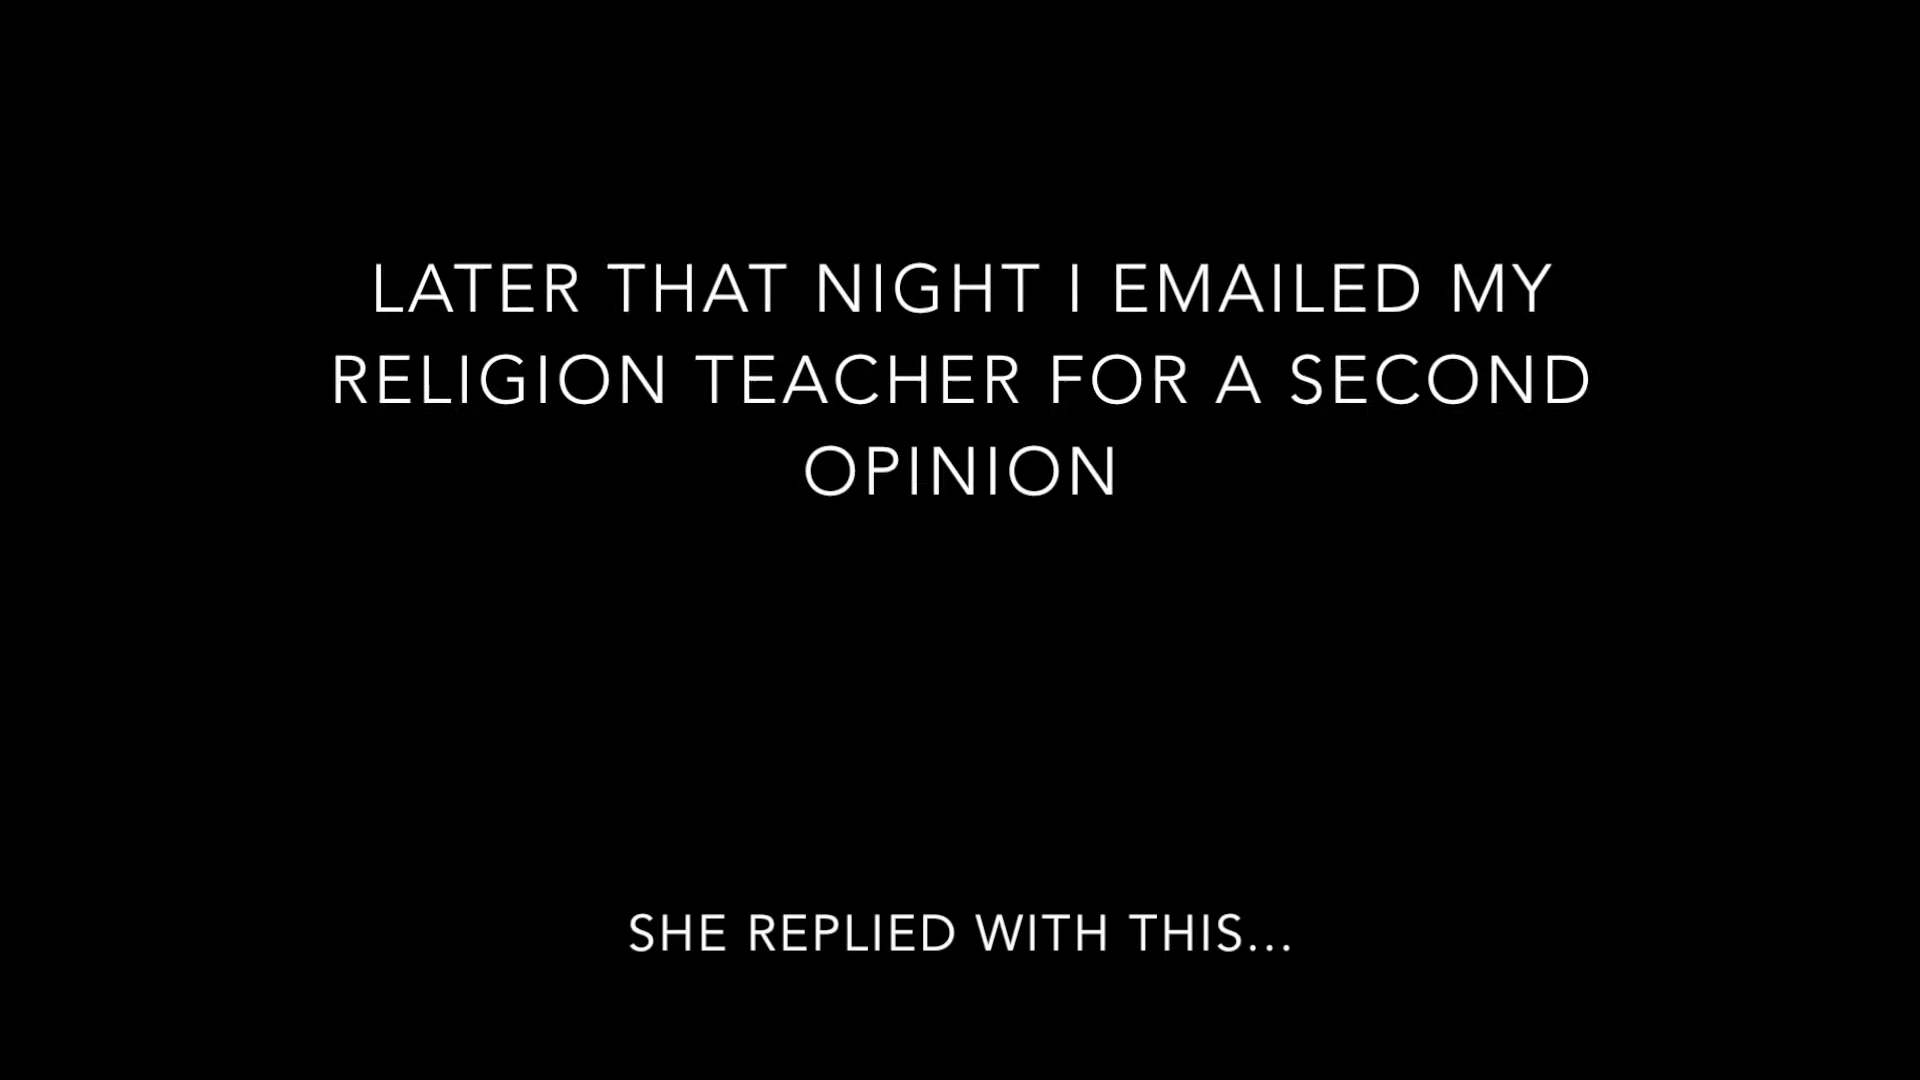 LATER THAT NIGHT I EMAILED MY
RELIGION TEACHER FOR A SECOND
OPINION
SHE REPLIED WITH THIS...